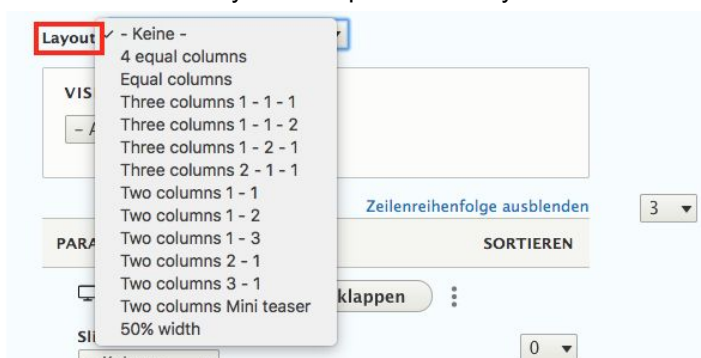 Layout ✓ - Keine -
4 equal columns
Equal columns
VIS
Three columns 1 - 1 - 1
Three columns 1 - 1 - 2
Three columns 1 - 2 - 1
Three columns 2 - 1 - 1
Two columns 1 - 1
Two columns 1 - 2
Zeilenreihenfolge ausblenden 3
Two columns 1 - 3
PARA SORTIEREN
Two columns 2 - 1
Two columns 3 - 1
Two columns Mini teaser
klappen
50% width
0